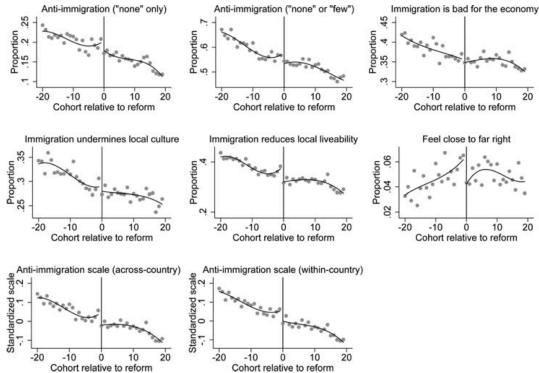 Anti-immigration ("none" only)
Proportion
.1 .15 .2 .25
-20 -10 0 10 20
Cohort relative to reform
Anti-immigration ("none" or "few")
Proportion
.5 .6 .7
-20 -10 0 10 20
Cohort relative to reform
Immigration is bad for the economy
Proportion
.3 .35 .4 .45
-20 -10 0 10 20
Cohort relative to reform
Immigration undermines local culture
Proportion
.25 .3 .35
-20 -10 0 10 20
Cohort relative to reform
Immigration reduces local liveability
Proportion
.2 .3 .4
-20 -10 0 10 20
Cohort relative to reform
Feel close to far right
Proportion
.02 .04 .06
-20 -10 0 10 20
Cohort relative to reform
Anti-immigration scale (across-country)
Standardized scale
-.1 0 .1 .2
-20 -10 0 10 20
Cohort relative to reform
Anti-immigration scale (within-country)
Standardized scale
-.1 0 .1 .2
-20 -10 0 10 20
Cohort relative to reform